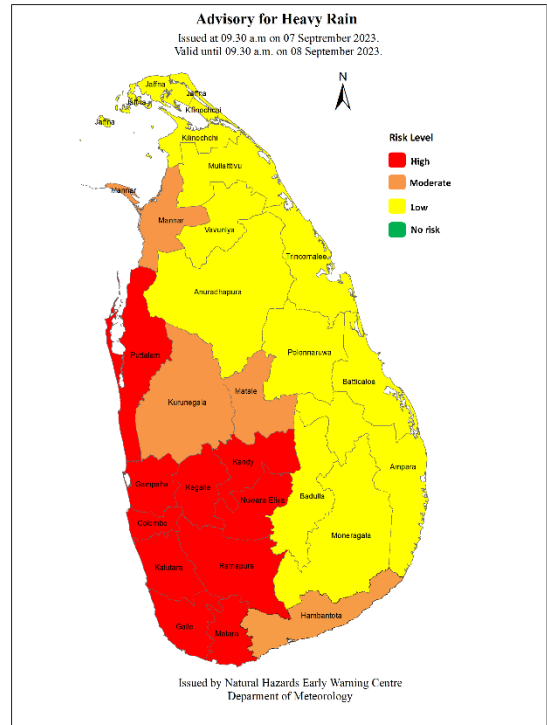 Advisory for Heavy Rain
Issued at 09.30 a.m on 07 Septrember 2023.
Valid until 09.30 a.m. on 08 September 2023.
N
Jaffna
Jaffna
Jaffna
Kilinochchi
Jaffna
Kilinochchi
Mullaitivu
Risk Level
High
Moderate
Low
No risk
Mannar
Mannar
Vavuniya
Trincomalee
Anuradhapura
Puttalam
Polonnaruwa
Batticaloa
Matale
Kurunegala
Kandy
Ampara
Gampaha
Kegalle
Nuwara Eliya
Badulla
Colombo
Moneragala
Kalutara
Ratnapura
Hambantota
Galle
Matara
Issued by Natural Hazards Early Warning Centre
Deparment of Meteorology